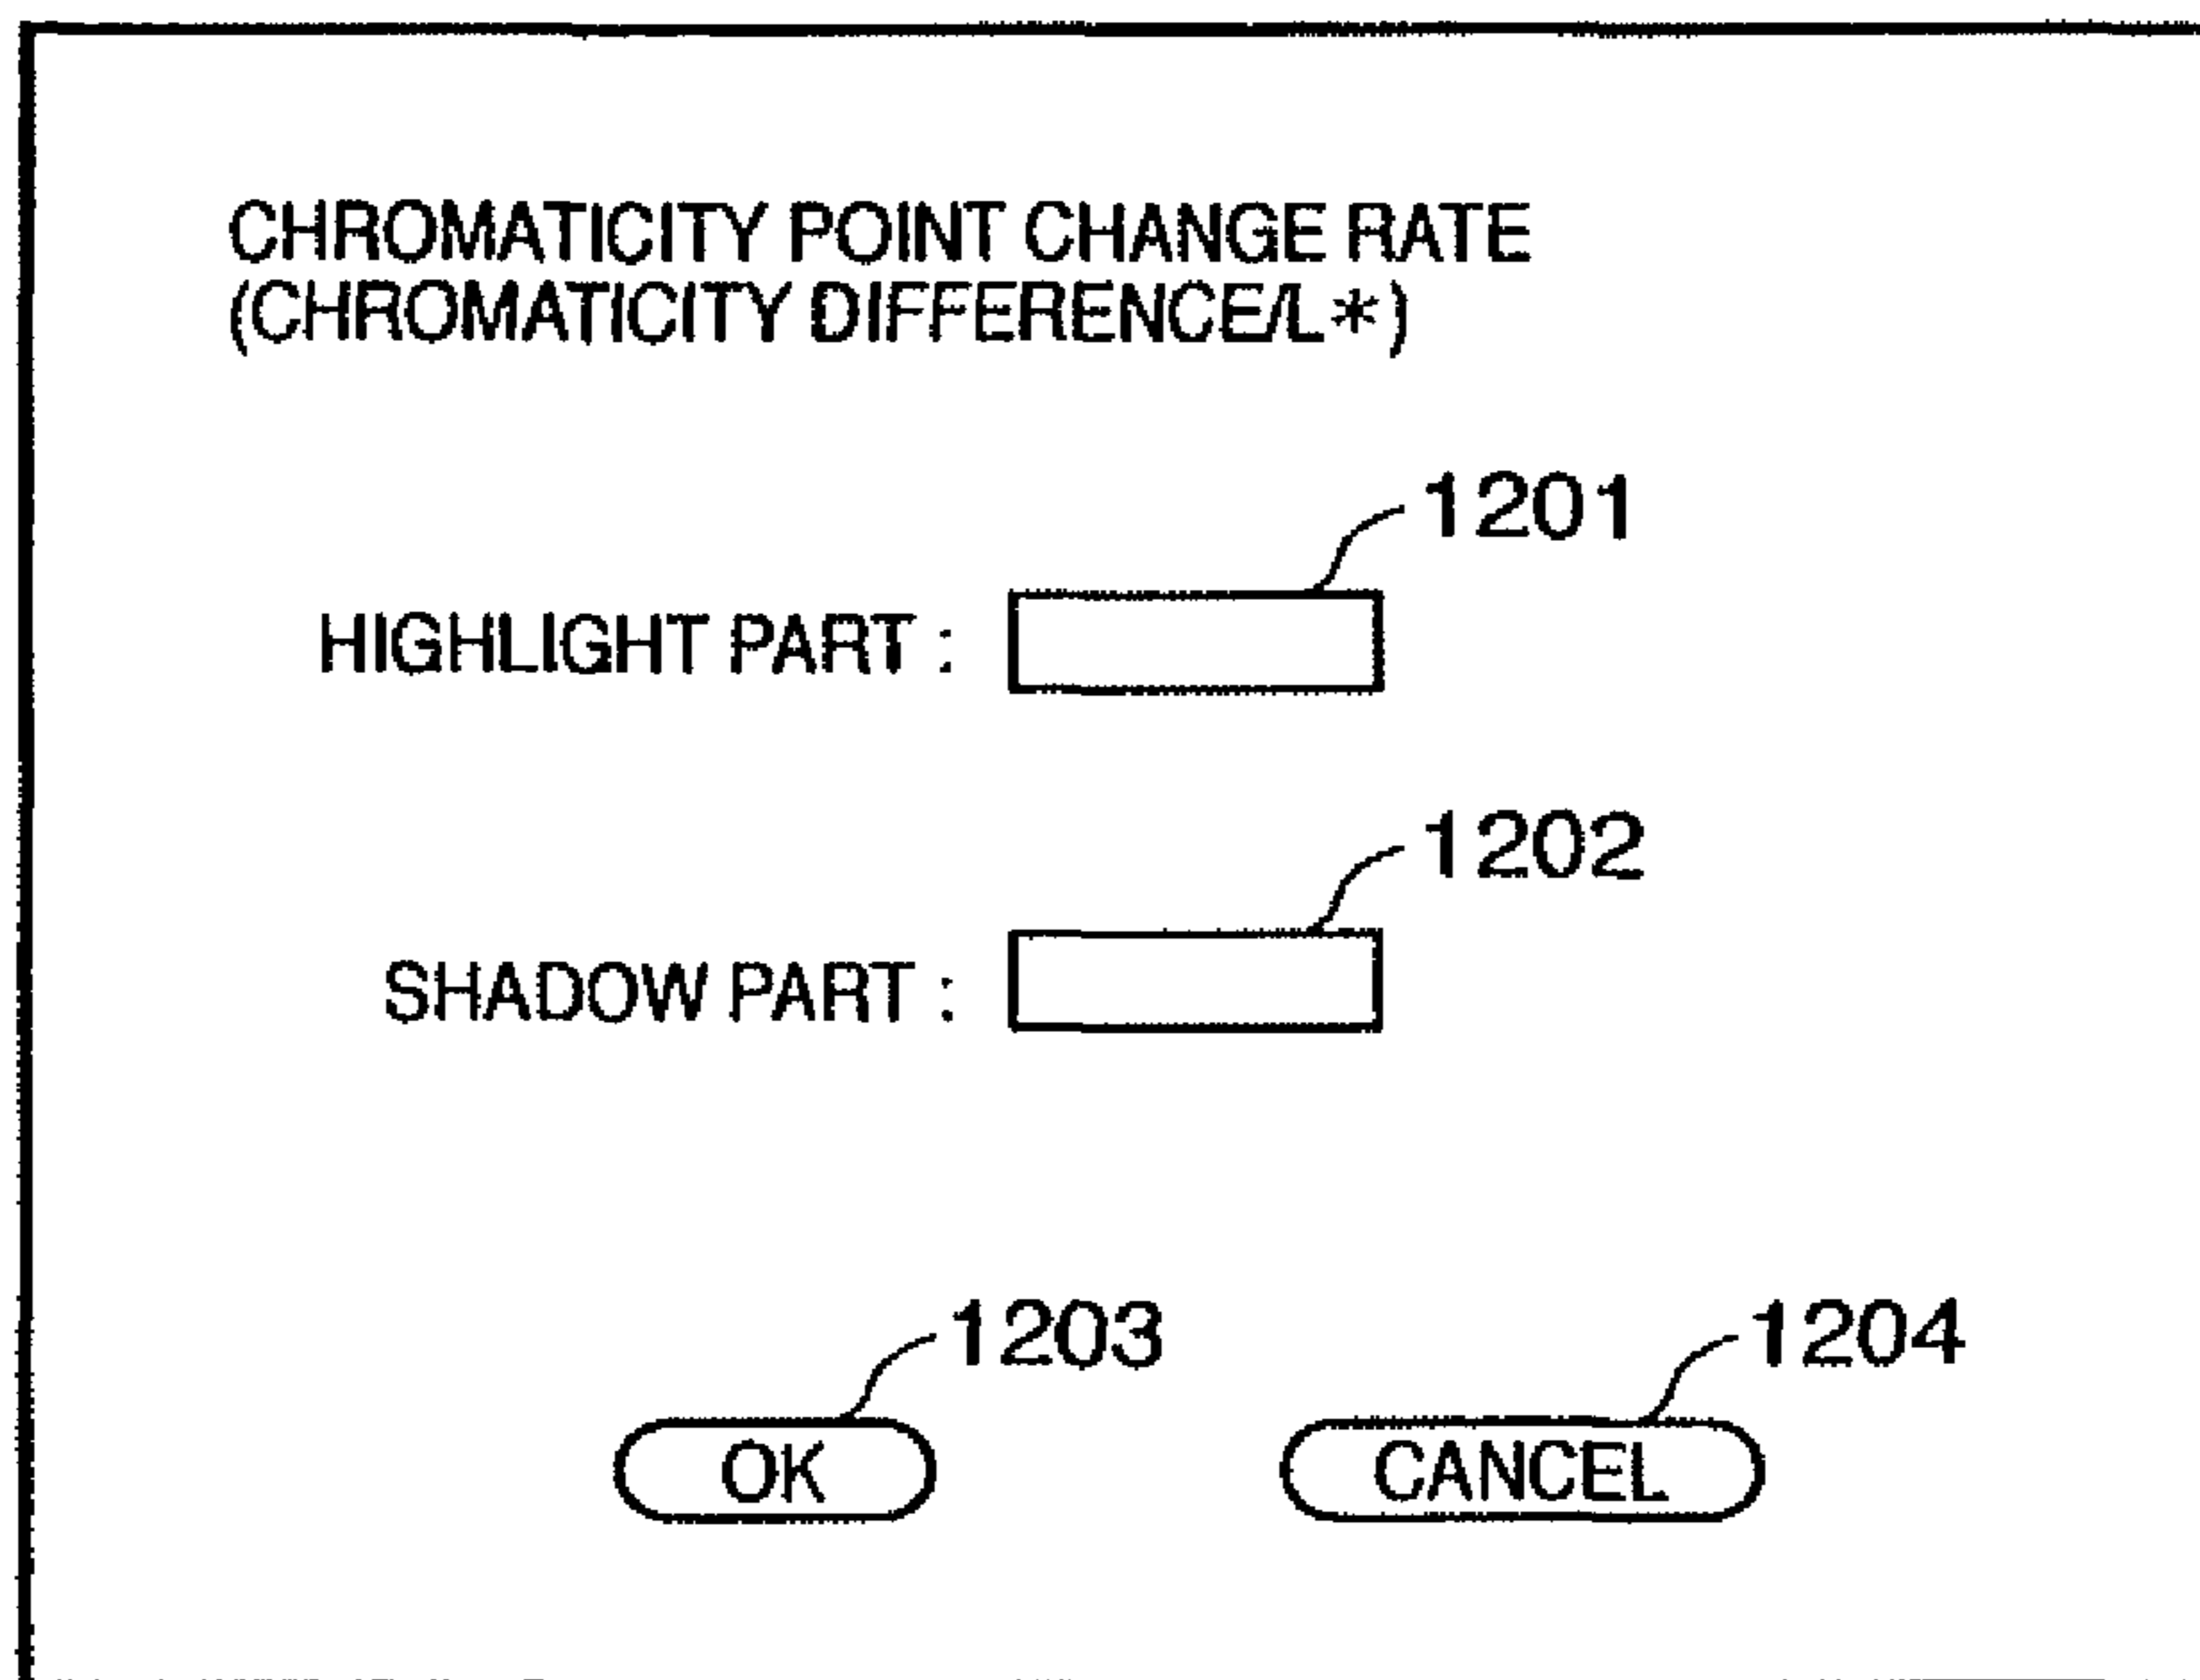 CHROMATICITY POINT CHANGE RATE
(CHROMATICITY DIFFERENCE/L*)
1201
HIGHLIGHT PART :
1202
SHADOW PART :
1203 1204
OK CANCEL